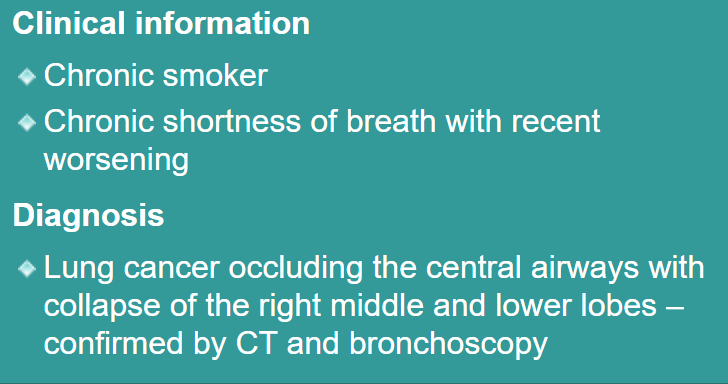 Clinical information
Chronic smoker
Chronic shortness of breath with recent
worsening
Diagnosis
Lung cancer occluding the central airways with
collapse of the right middle and lower lobes –
confirmed by CT and bronchoscopy